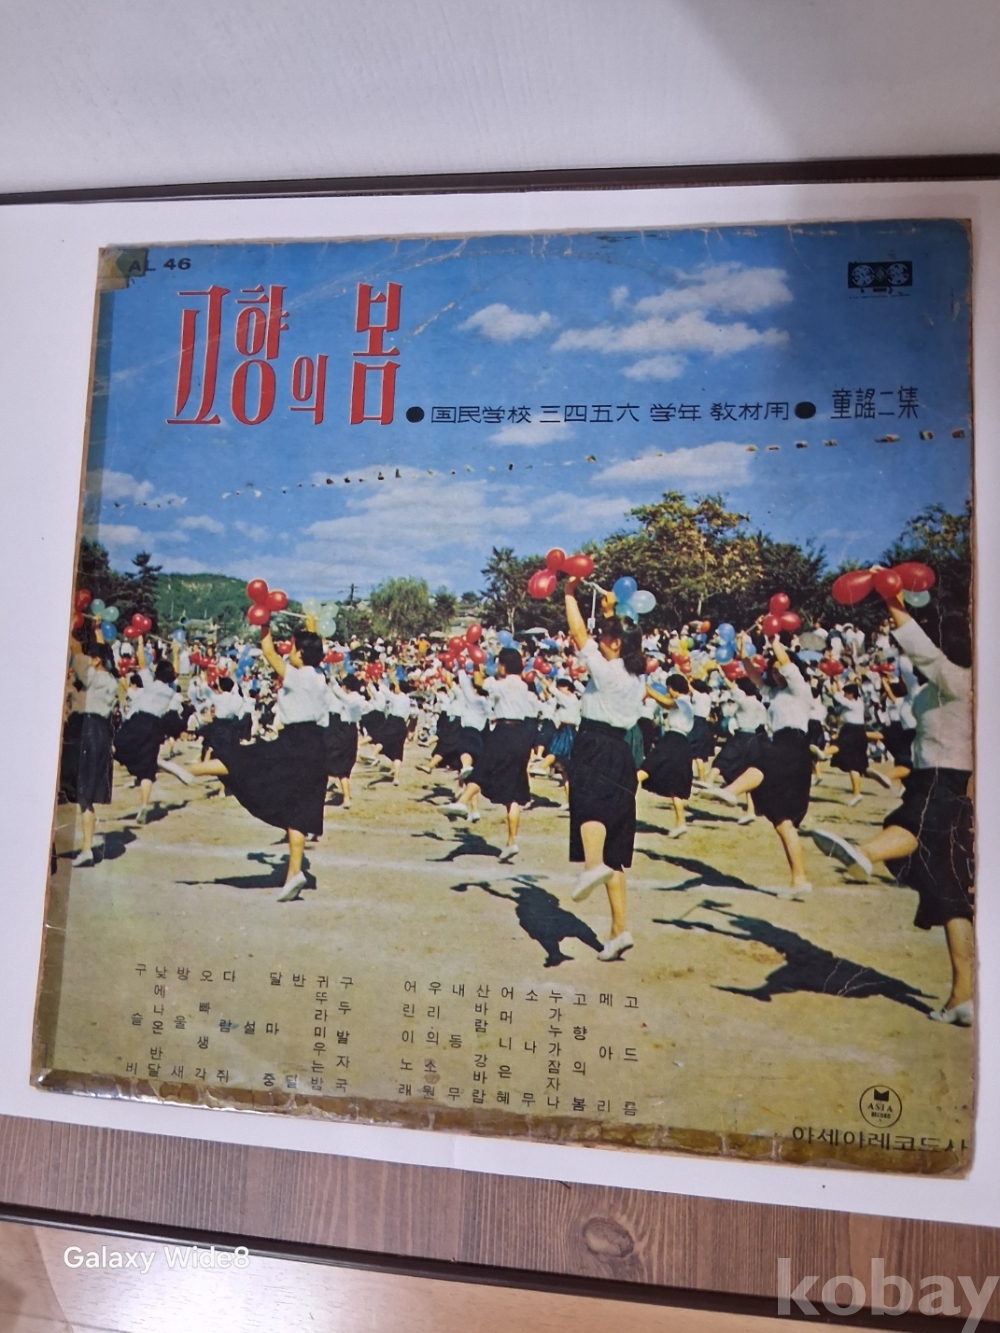 AL 46
고향의 봄
●国民学校 三四五六 学年 教材用● 童謠二集
고드름
메아리
고향의 봄
누가누가 잠자나
소나무
어머니 은혜
산바람 강바람
내동무
우리의 소원
어린이 노래
구두발자국
귀뚜라미 우는 밤
반달
달마중
다람쥐
오빠생각
방울새
낮에 나온 반달
구슬비
ASIA
RECORD
아세아레코드사
Galaxy Wide8
kobay